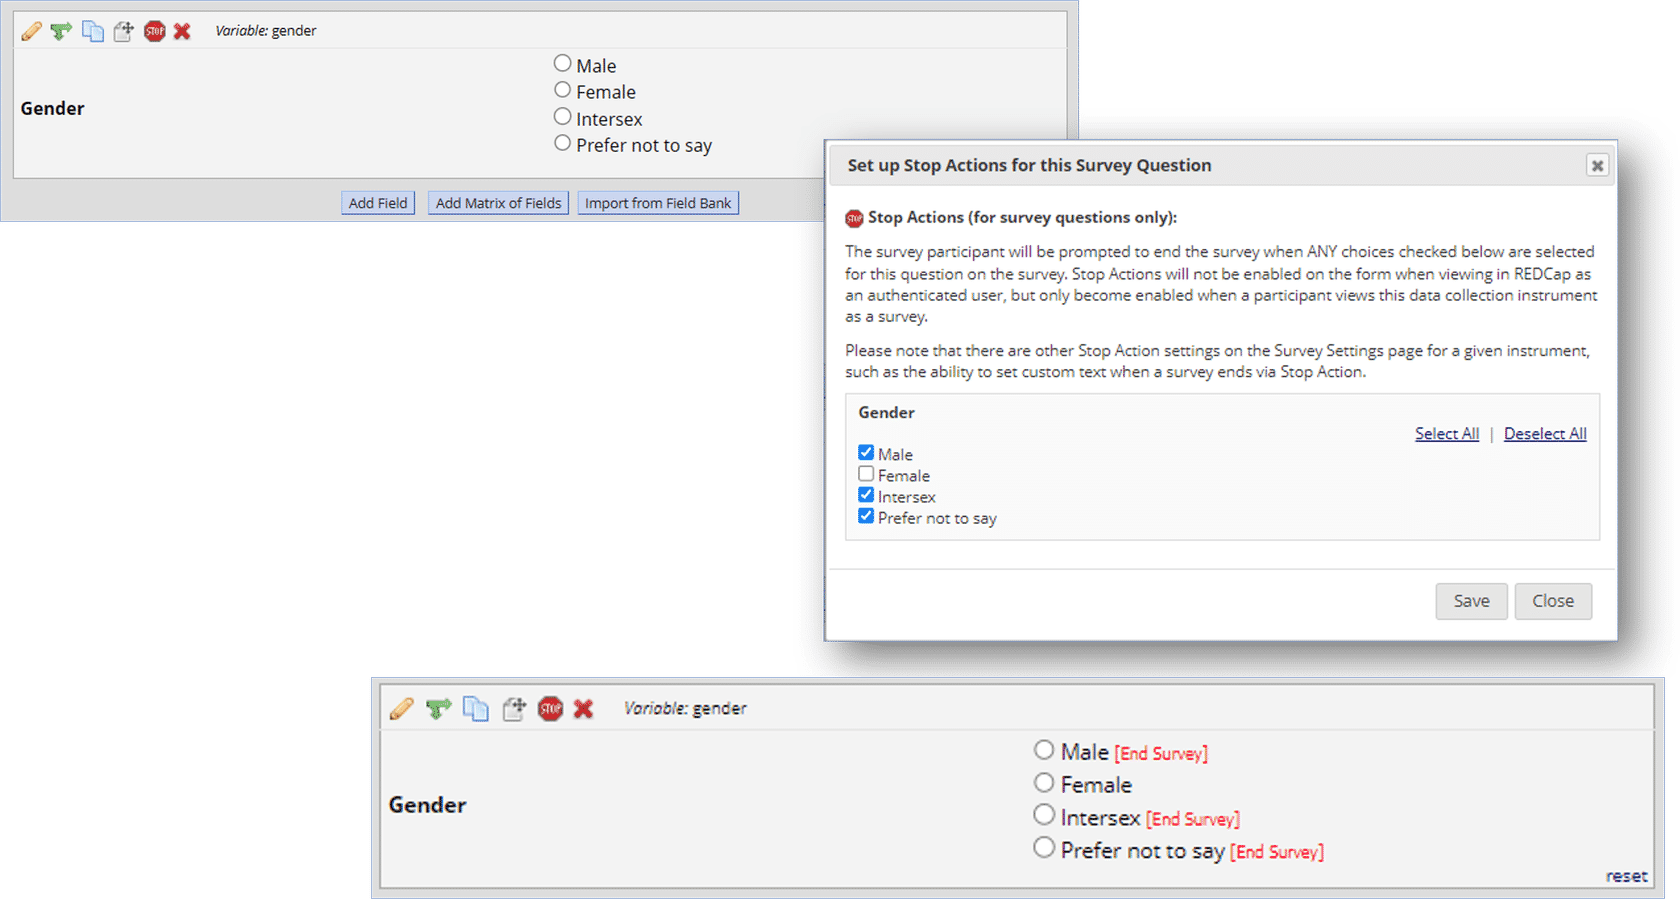 STOP Variable: gender
Gender
Male
Female
Intersex
Prefer not to say
Add Field Add Matrix of Fields Import from Field Bank
Set up Stop Actions for this Survey Question
STOP Stop Actions (for survey questions only):
The survey participant will be prompted to end the survey when ANY choices checked below are selected
for this question on the survey. Stop Actions will not be enabled on the form when viewing in REDCap as
an authenticated user, but only become enabled when a participant views this data collection instrument
as a survey.
Please note that there are other Stop Action settings on the Survey Settings page for a given instrument,
such as the ability to set custom text when a survey ends via Stop Action.
Gender
Select All | Deselect All
Male
Female
Intersex
Prefer not to say
Save Close
STOP Variable: gender
Gender
Male [End Survey]
Female
Intersex [End Survey]
Prefer not to say [End Survey]
reset